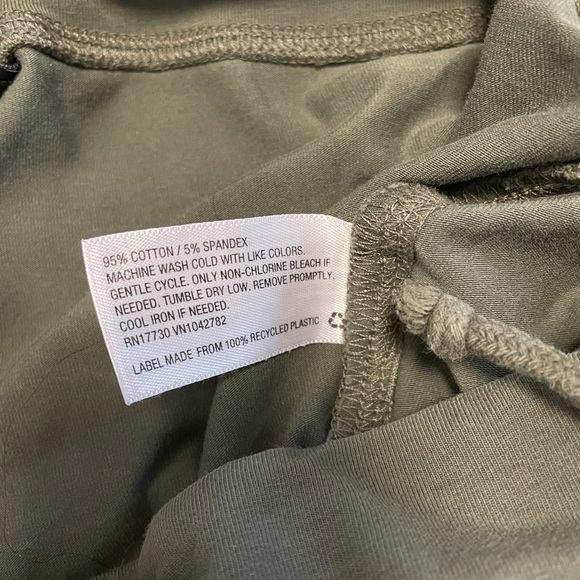 95% COTTON / 5% SPANDEX
MACHINE WASH COLD WITH LIKE COLORS.
GENTLE CYCLE. ONLY NON-CHLORINE BLEACH IF
NEEDED. TUMBLE DRY LOW. REMOVE PROMPTLY.
COOL IRON IF NEEDED.
RN17730 VN1042782
LABEL MADE FROM 100% RECYCLED PLASTIC